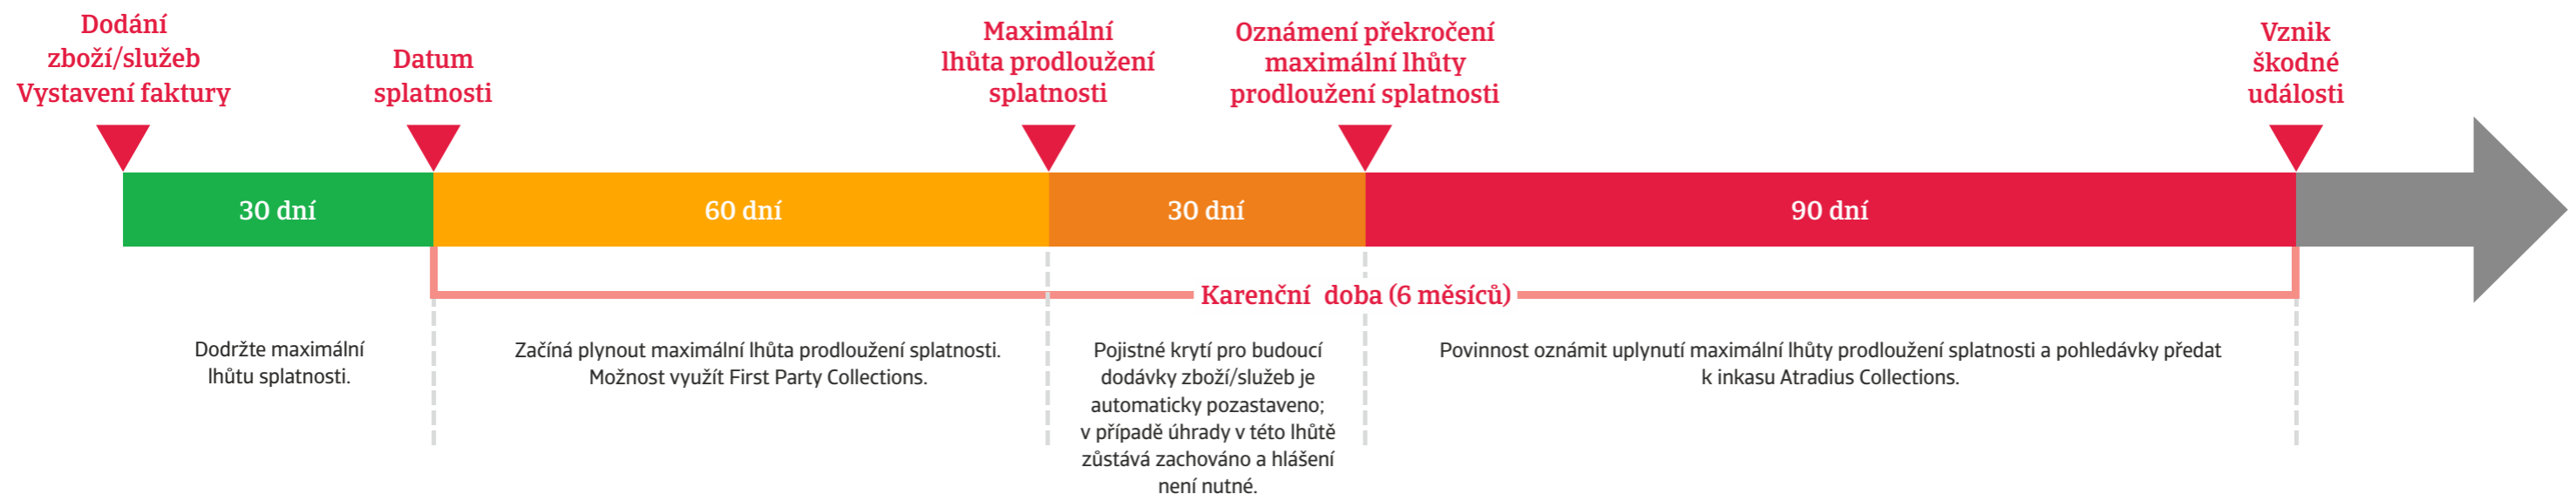 Dodání
zboží/služeb
Vystavení faktury
Datum
splatnosti
Maximální
lhůta prodloužení
splatnosti
Oznámení překročení
maximální lhůty
prodloužení splatnosti
Vznik
škodné
události
30 dní
60 dní
30 dní
90 dní
Karenční doba (6 měsíců)
Dodržte maximální
lhůtu splatnosti.
Začíná plynout maximální lhůta prodloužení splatnosti.
Možnost využít First Party Collections.
Pojistné krytí pro budoucí
dodávky zboží/služeb je
automaticky pozastaveno;
v případě úhrady v této lhůtě
zůstává zachováno a hlášení
není nutné.
Povinnost oznámit uplynutí maximální lhůty prodloužení splatnosti a pohledávky předat
k inkasu Atradius Collections.